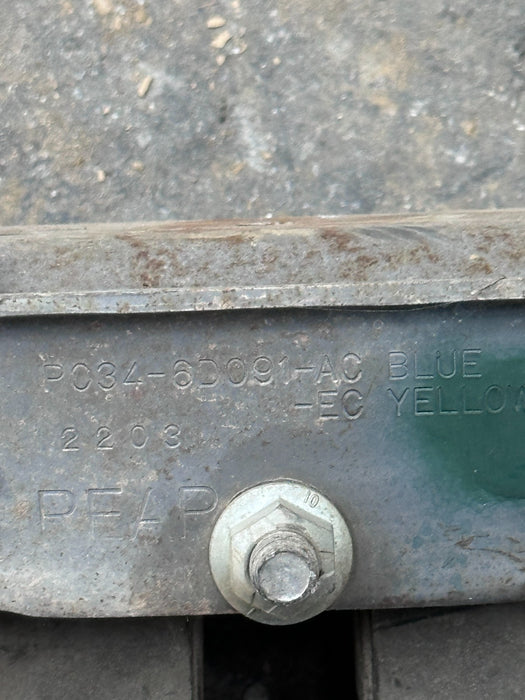 PC34-6D091-AC BLUE
-EC YELLOW
2203
REAR
10